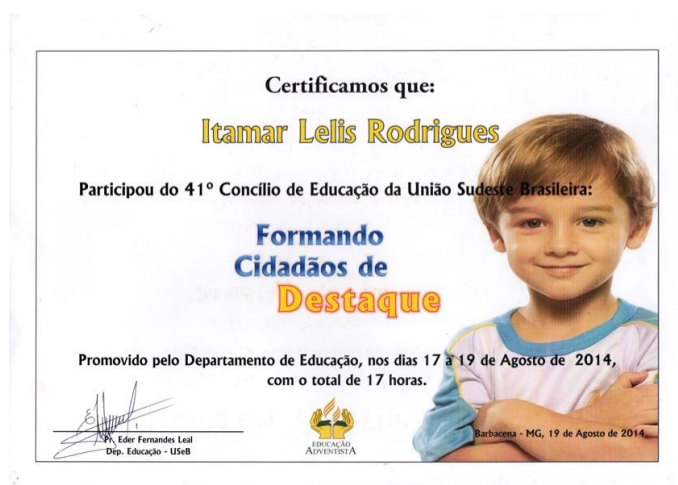 Certificamos que:
Itamar Lelis Rodrigues
Participou do 41º Concílio de Educação da União Sudeste Brasileira:
Formando
Cidadãos de
Destaque
Promovido pelo Departamento de Educação, nos dias 17 à 19 de Agosto de 2014,
com o total de 17 horas.
Pr. Eder Fernandes Leal
Dep. Educação - USeB
EDUCAÇÃO
ADVENTISTA
Barbacena - MG, 19 de Agosto de 2014.